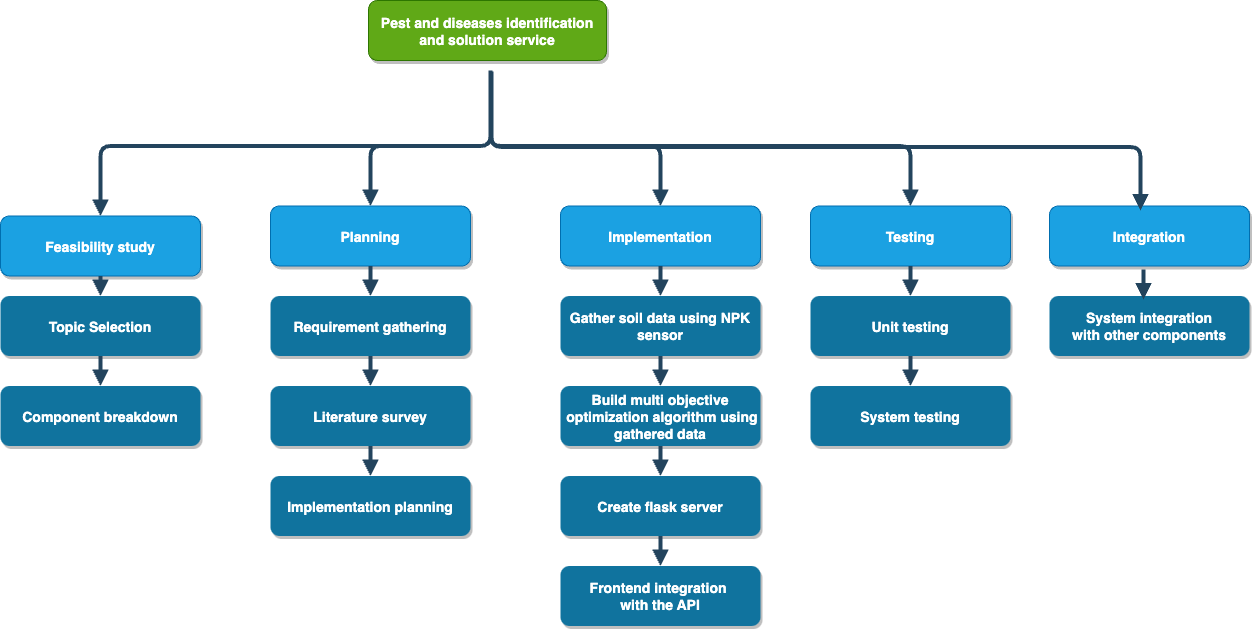 Pest and diseases identification
and solution service
Feasibility study
Planning
Implementation
Testing
Integration
Topic Selection
Requirement gathering
Gather soil data using NPK
sensor
Unit testing
System integration
with other components
Component breakdown
Literature survey
Build multi objective
optimization algorithm using
gathered data
System testing
Implementation planning
Create flask server
Frontend integration
with the API